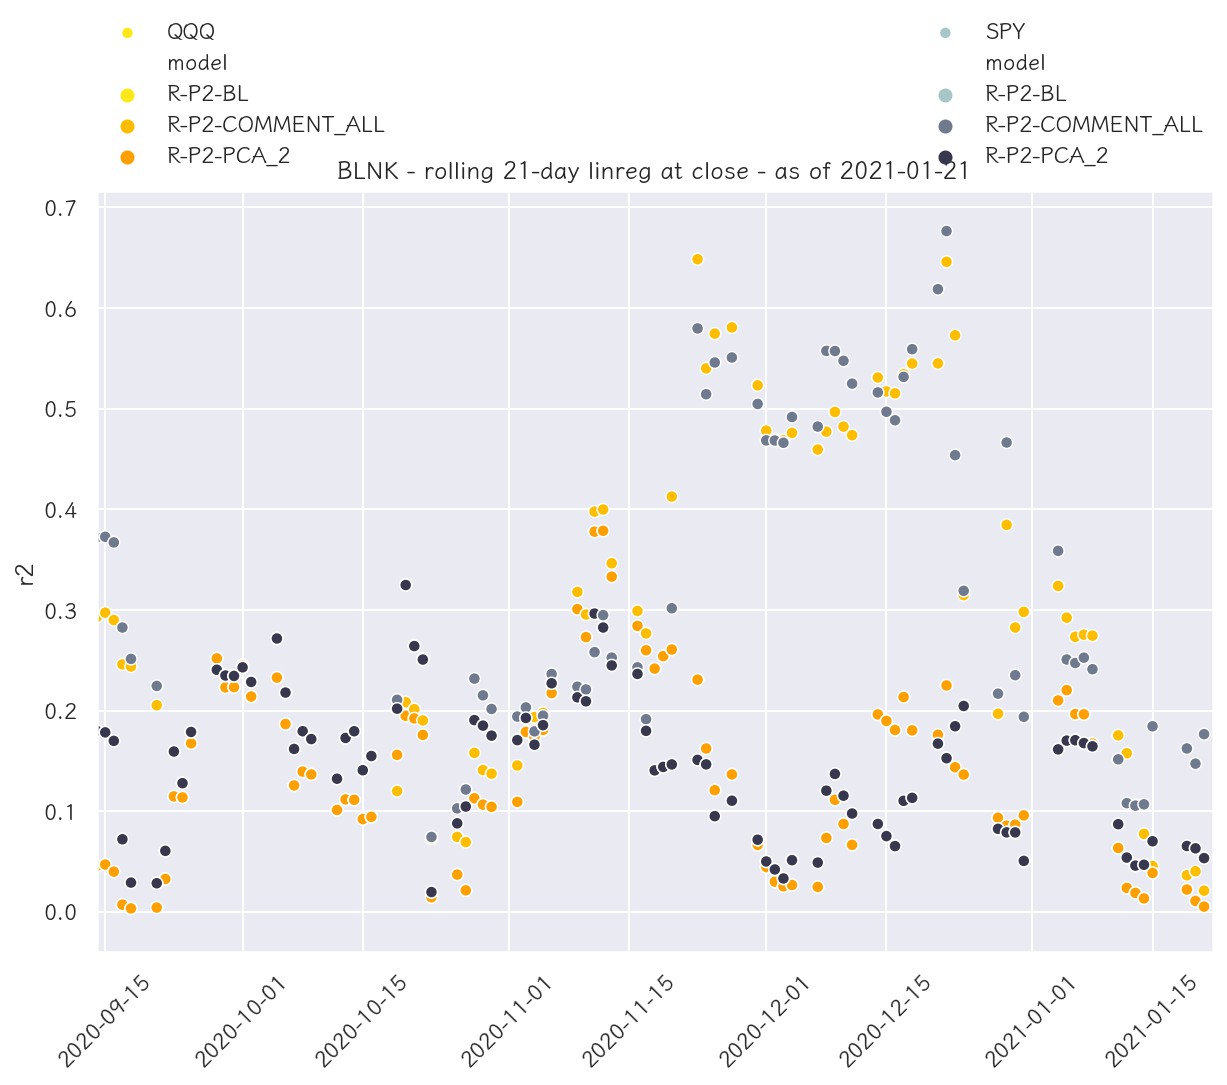 QQQ
model
R-P2-BL
R-P2-COMMENT_ALL
R-P2-PCA_2
SPY
model
R-P2-BL
R-P2-COMMENT_ALL
R-P2-PCA_2
BLNK - rolling 21-day linreg at close - as of 2021-01-21
r2
0.7
0.6
0.5
0.4
0.3
0.2
0.1
0.0
2020-09-15
2020-10-01
2020-10-15
2020-11-01
2020-11-15
2020-12-01
2020-12-15
2021-01-01
2021-01-15